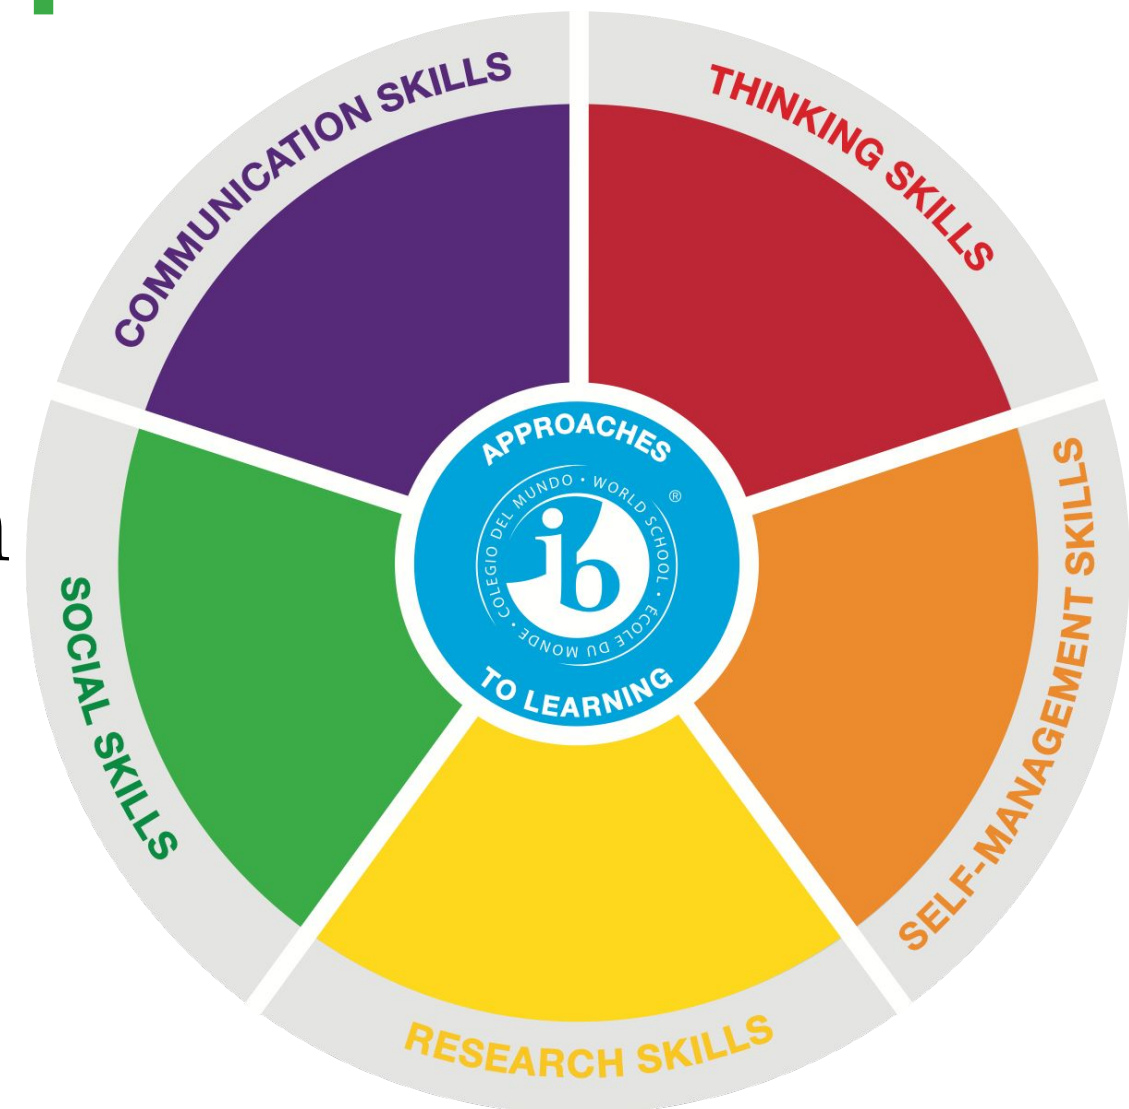 COMMUNICATION SKILLS
THINKING SKILLS
SELF-MANAGEMENT SKILLS
RESEARCH SKILLS
SOCIAL SKILLS
APPROACHES
TO LEARNING
COLEGIO DEL MUNDO • WORLD SCHOOL • ÉCOLE DU MONDE •
®
ib